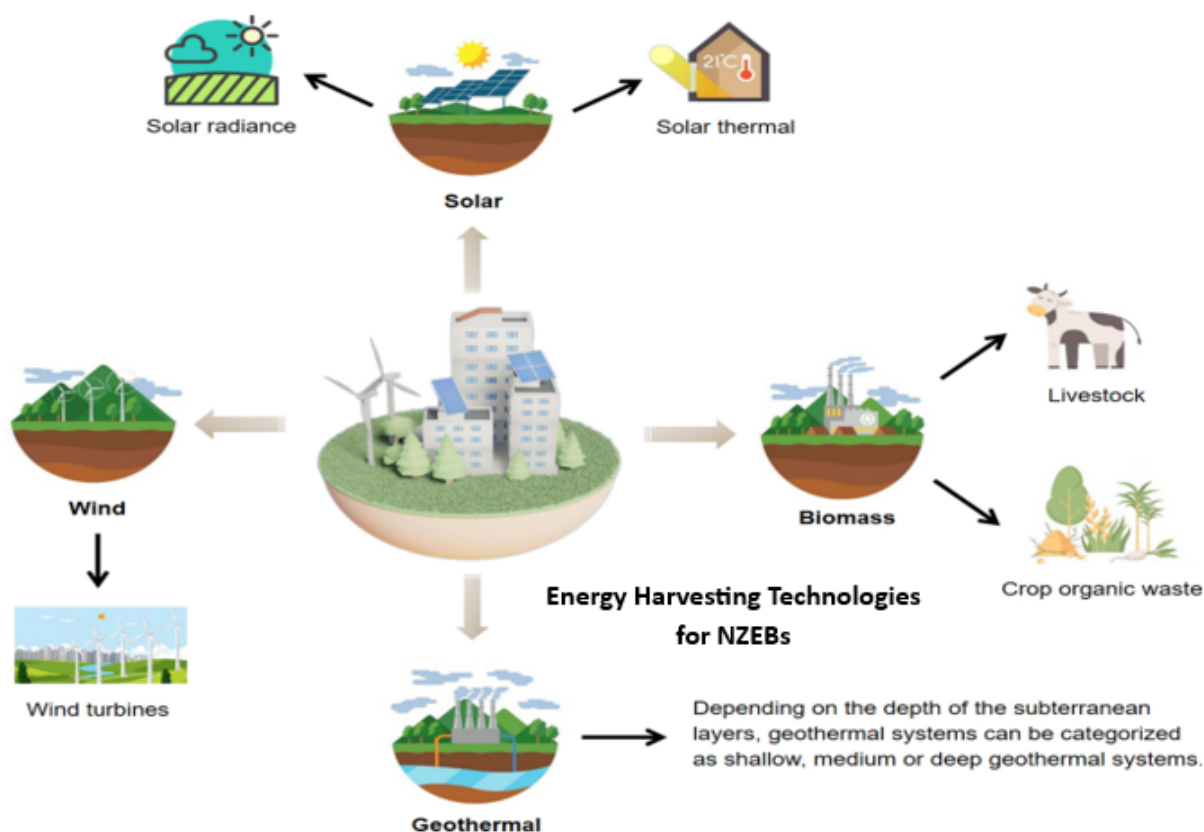 Solar radiance
21°C
Solar thermal
Solar
Livestock
Wind
Biomass
Crop organic waste
Energy Harvesting Technologies
for NZEBs
Wind turbines
Depending on the depth of the subterranean
layers, geothermal systems can be categorized
as shallow, medium or deep geothermal systems.
Geothermal